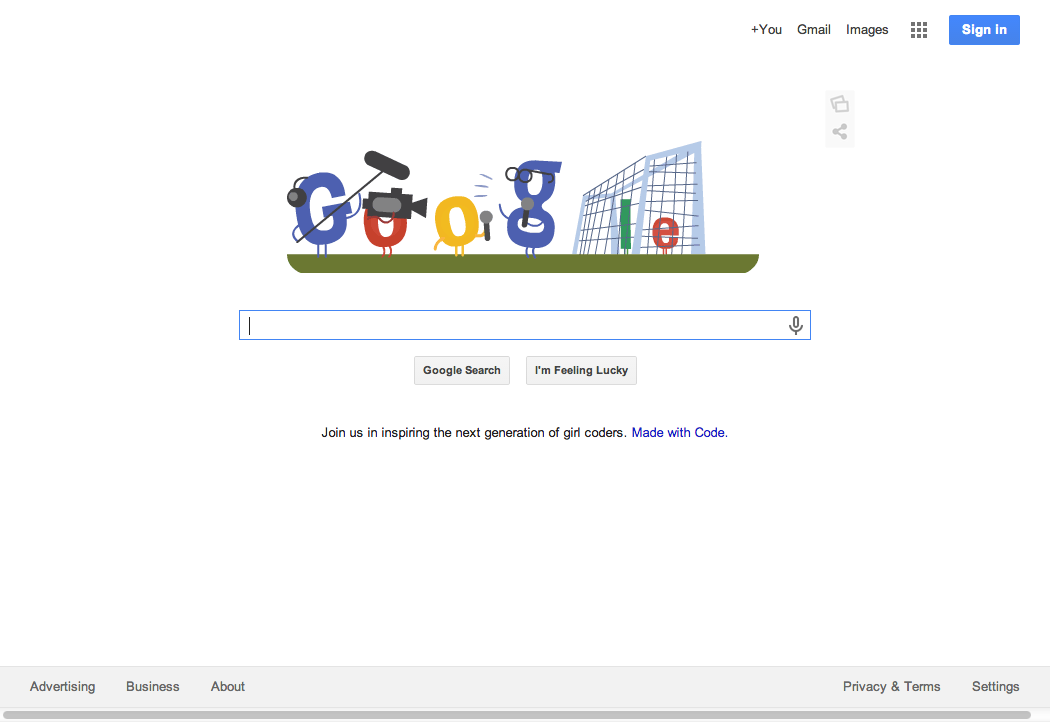 +You Gmail Images Sign in
Google
Google Search I'm Feeling Lucky
Join us in inspiring the next generation of girl coders. Made with Code.
Advertising Business About Privacy & Terms Settings